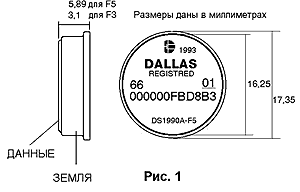 5,89 для F5
3,1 для F3
Размеры даны в миллиметрах
1993
DALLAS
REGISTRED
66 01
000000FBD8B3
DS1990A-F5
16,25
17,35
ДАННЫЕ
ЗЕМЛЯ
Рис. 1